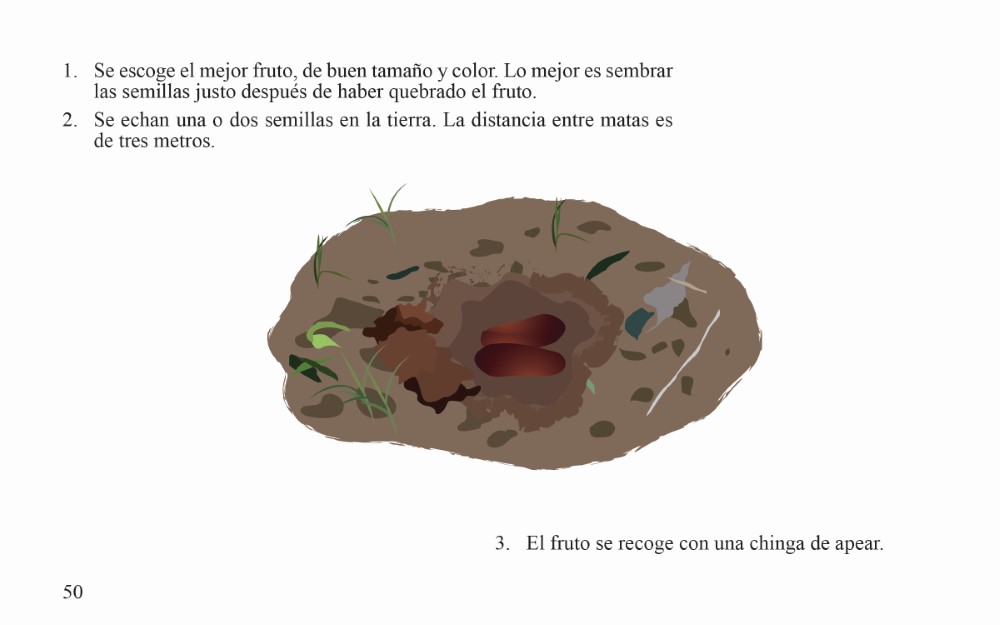 1. Se escoge el mejor fruto, de buen tamaño y color. Lo mejor es sembrar
las semillas justo después de haber quebrado el fruto.
2. Se echan una o dos semillas en la tierra. La distancia entre matas es
de tres metros.
3. El fruto se recoge con una chinga de apear.
50